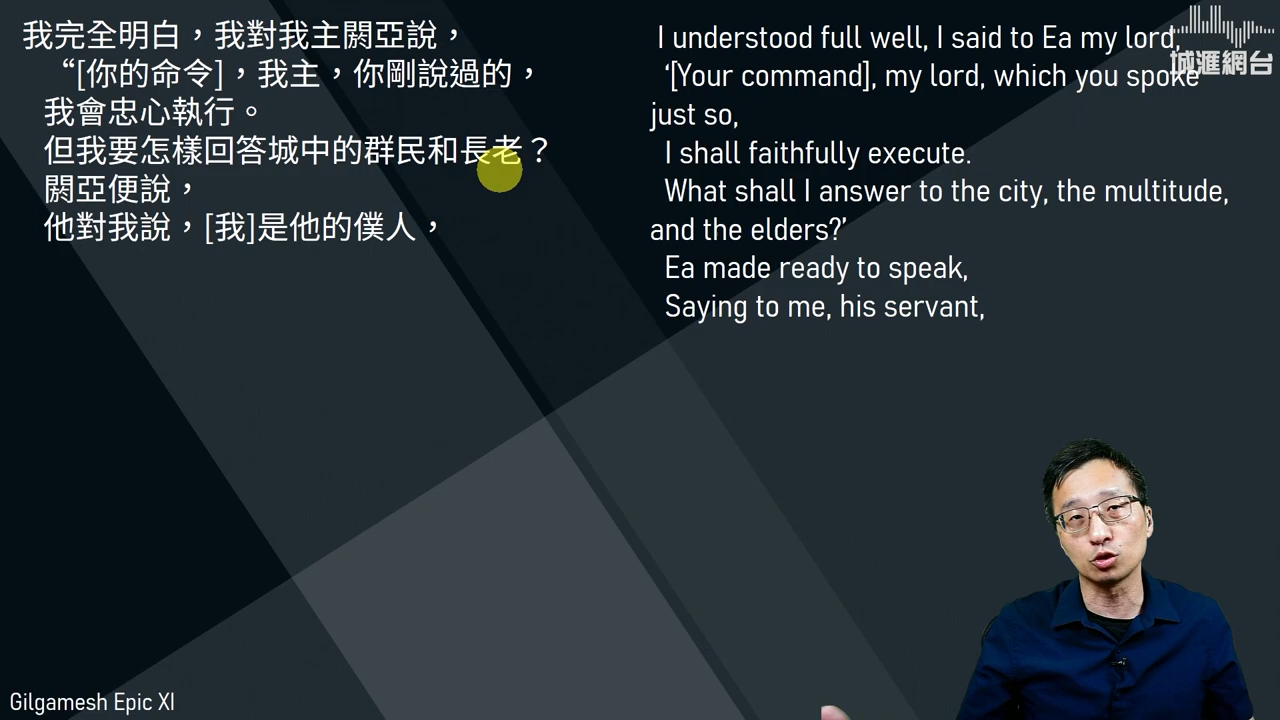 我完全明白，我對我主闕亞說，
“[你的命令]，我主，你剛說過的，
我會忠心執行。
但我要怎樣回答城中的群民和長老？
闕亞便說，
他對我說，[我]是他的僕人，
I understood full well, I said to Ea my lord,
‘[Your command], my lord, which you spoke
just so,
I shall faithfully execute.
What shall I answer to the city, the multitude,
and the elders?’
Ea made ready to speak,
Saying to me, his servant,
城滙網台
Gilgamesh Epic XI